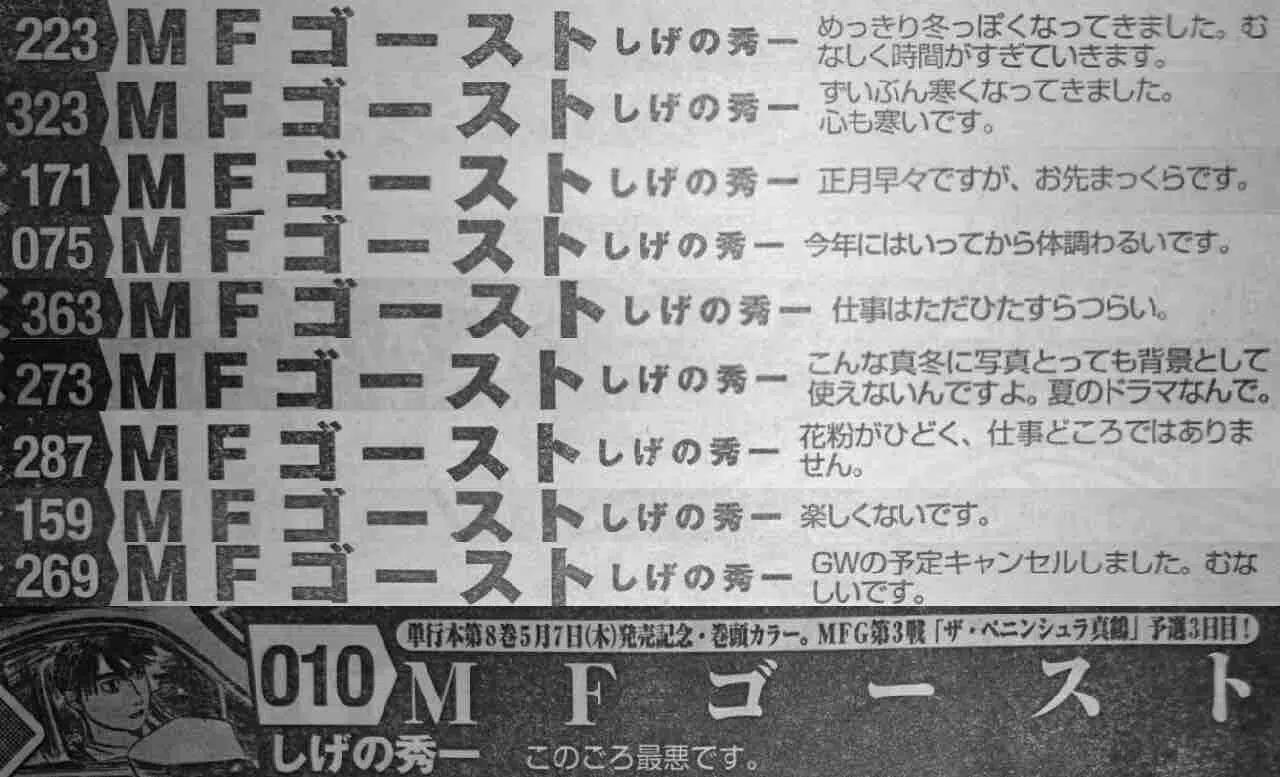 223 MFゴースト しげの秀一 めっきり冬っぽくなってきました。む
なしく時間がすぎていきます。
323 MFゴースト しげの秀一 ずいぶん寒くなってきました。
心も寒いです。
171 MFゴースト しげの秀一 正月早々ですが、お先まっくらです。
075 MFゴースト しげの秀一 今年にはいってから体調わるいです。
363 MFゴースト しげの秀一 仕事はただひたすらつらい。
273 MFゴースト しげの秀一 こんな真冬に写真とっても背景として
使えないんですよ。夏のドラマなんで。
287 MFゴースト しげの秀一 花粉がひどく、仕事どころではありま
せん。
159 MFゴースト しげの秀一 楽しくないです。
269 MFゴースト しげの秀一 GWの予定キャンセルしました。むな
しいです。
単行本第8巻5月7日(木)発売記念・巻頭カラー。MFG第3戦「ザ・ペニンシュラ真鶴」予選3日目!
010 MFゴースト
しげの秀一 このごろ最悪です。